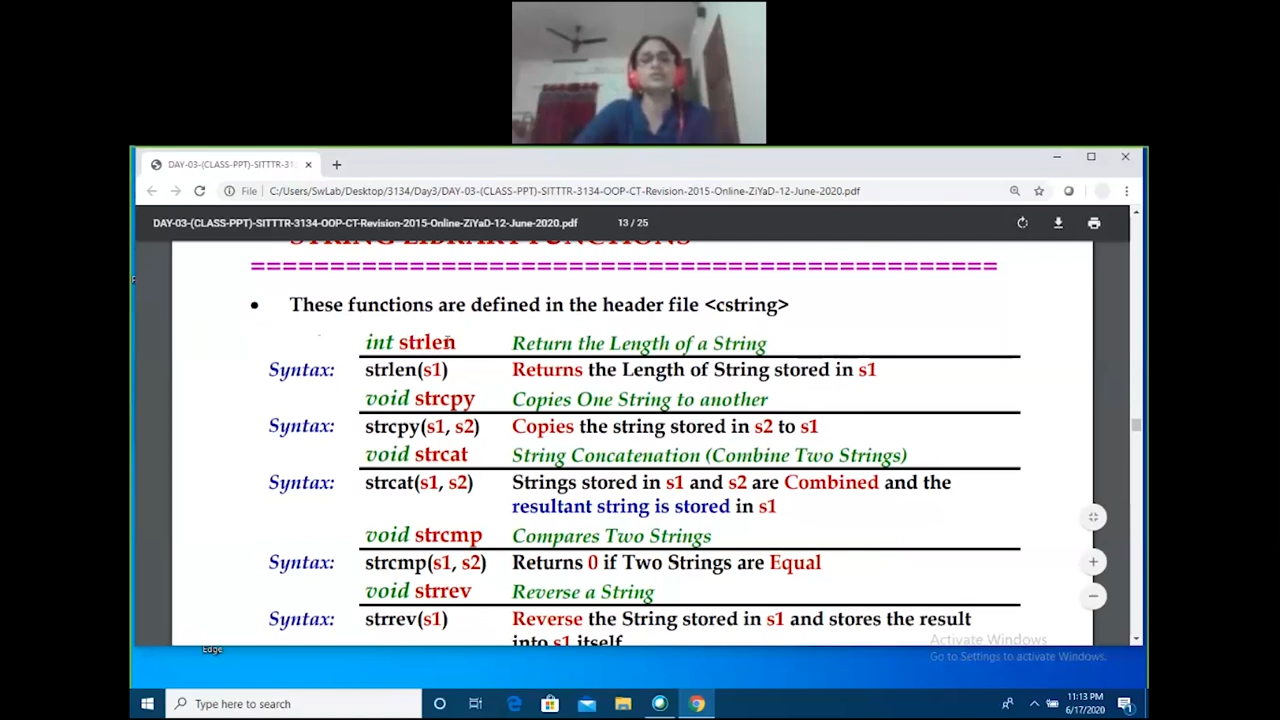 DAY-03-(CLASS-PPT)-SITTTR-31
File C:/Users/SwLab/Desktop/3134/Day3/DAY-03-(CLASS-PPT)-SITTTR-3134-OOP-CT-Revision-2015-Online-ZiYaD-12-June-2020.pdf
DAY-03-(CLASS-PPT)-SITTTR-3134-OOP-CT-Revision-2015-Online-ZiYaD-12-June-2020.pdf 13 / 25
STRING LIBRARY FUNCTIONS
• These functions are defined in the header file <cstring>
int strlen Return the Length of a String
Syntax: strlen(s1) Returns the Length of String stored in s1
void strcpy Copies One String to another
Syntax: strcpy(s1, s2) Copies the string stored in s2 to s1
void strcat String Concatenation (Combine Two Strings)
Syntax: strcat(s1, s2) Strings stored in s1 and s2 are Combined and the
resultant string is stored in s1
void strcmp Compares Two Strings
Syntax: strcmp(s1, s2) Returns 0 if Two Strings are Equal
void strrev Reverse a String
Syntax: strrev(s1) Reverse the String stored in s1 and stores the result
into s1 itself
Activate Windows
Go to Settings to activate Windows.
Edge
Type here to search
11:13 PM
6/17/2020
1